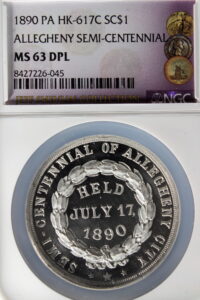 1890 PA HK-617C SC$1
ALLEGHENY SEMI-CENTENNIAL
MS 63 DPL
8427226-045
NGC
SEMI-CENTENNIAL OF ALLEGHENY CITY
HELD
JULY 17,
1890